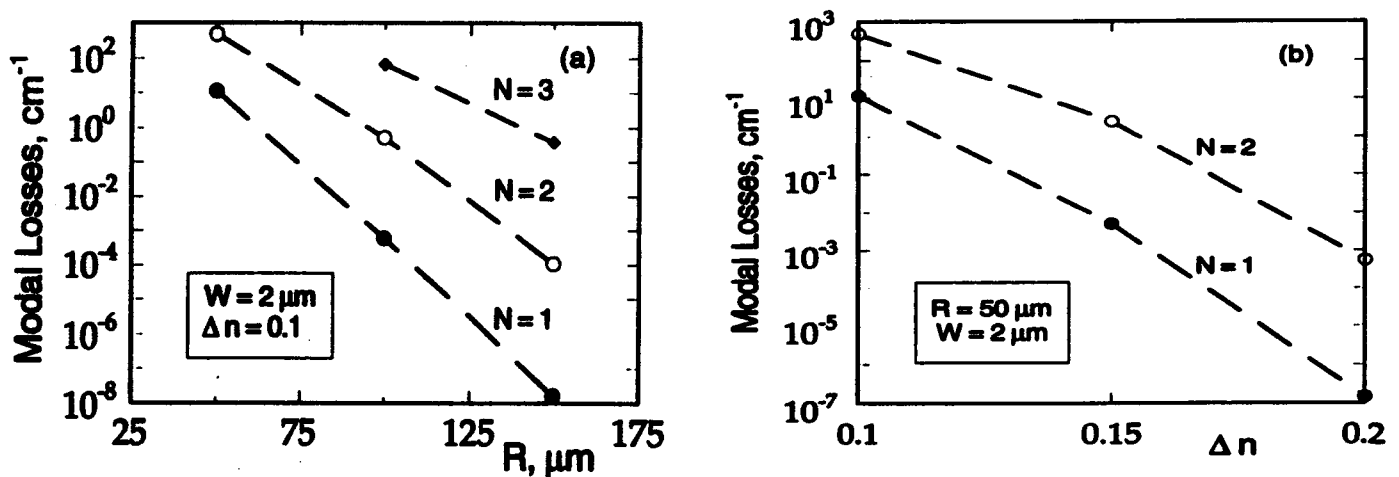 (a)
Modal Losses, cm⁻¹
10²
10⁰
10⁻²
10⁻⁴
10⁻⁶
10⁻⁸
N = 3
N = 2
N = 1
W = 2 μm
Δ n = 0.1
25 75 125 175
R, μm
(b)
Modal Losses, cm⁻¹
10³
10¹
10⁻¹
10⁻³
10⁻⁵
10⁻⁷
N = 2
N = 1
R = 50 μm
W = 2 μm
0.1 0.15 0.2
Δ n